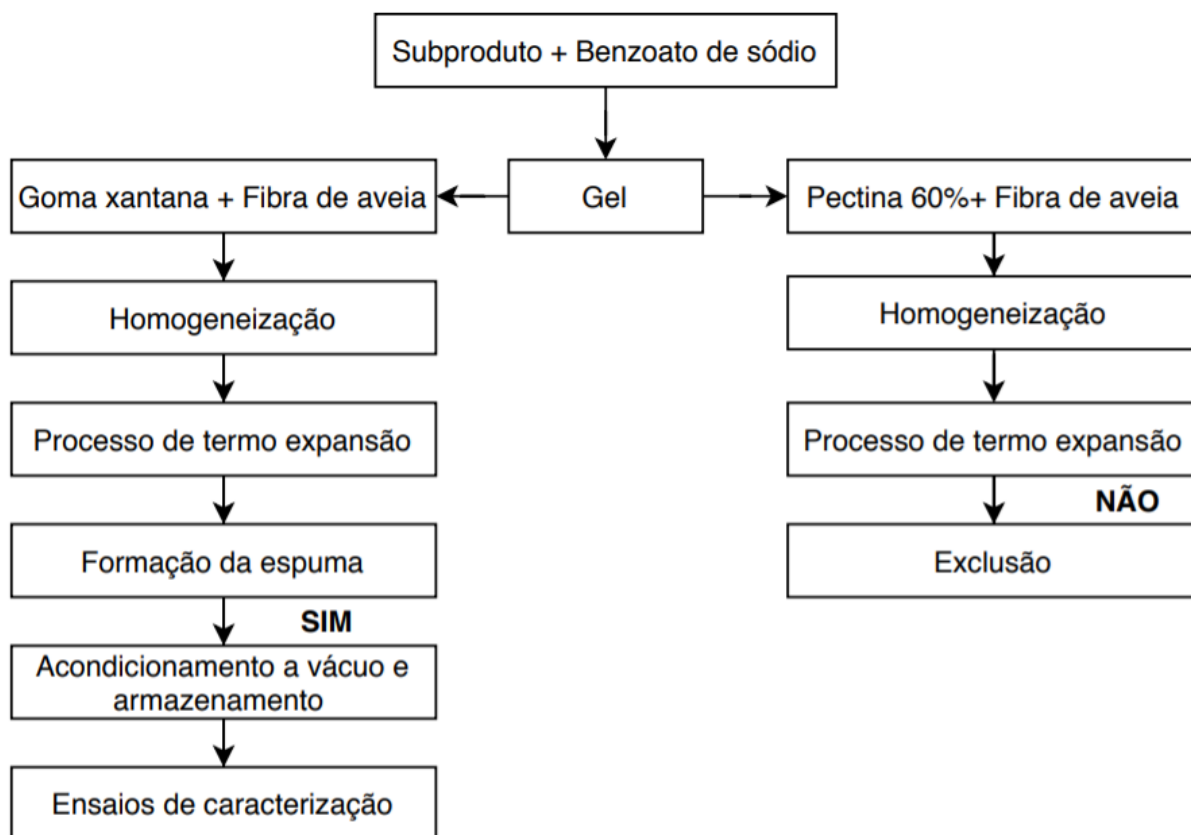 Subproduto + Benzoato de sódio
Goma xantana + Fibra de aveia
Gel
Pectina 60%+ Fibra de aveia
Homogeneização
Homogeneização
Processo de termo expansão
Processo de termo expansão
NÃO
Formação da espuma
Exclusão
SIM
Acondicionamento a vácuo e
armazenamento
Ensaios de caracterização